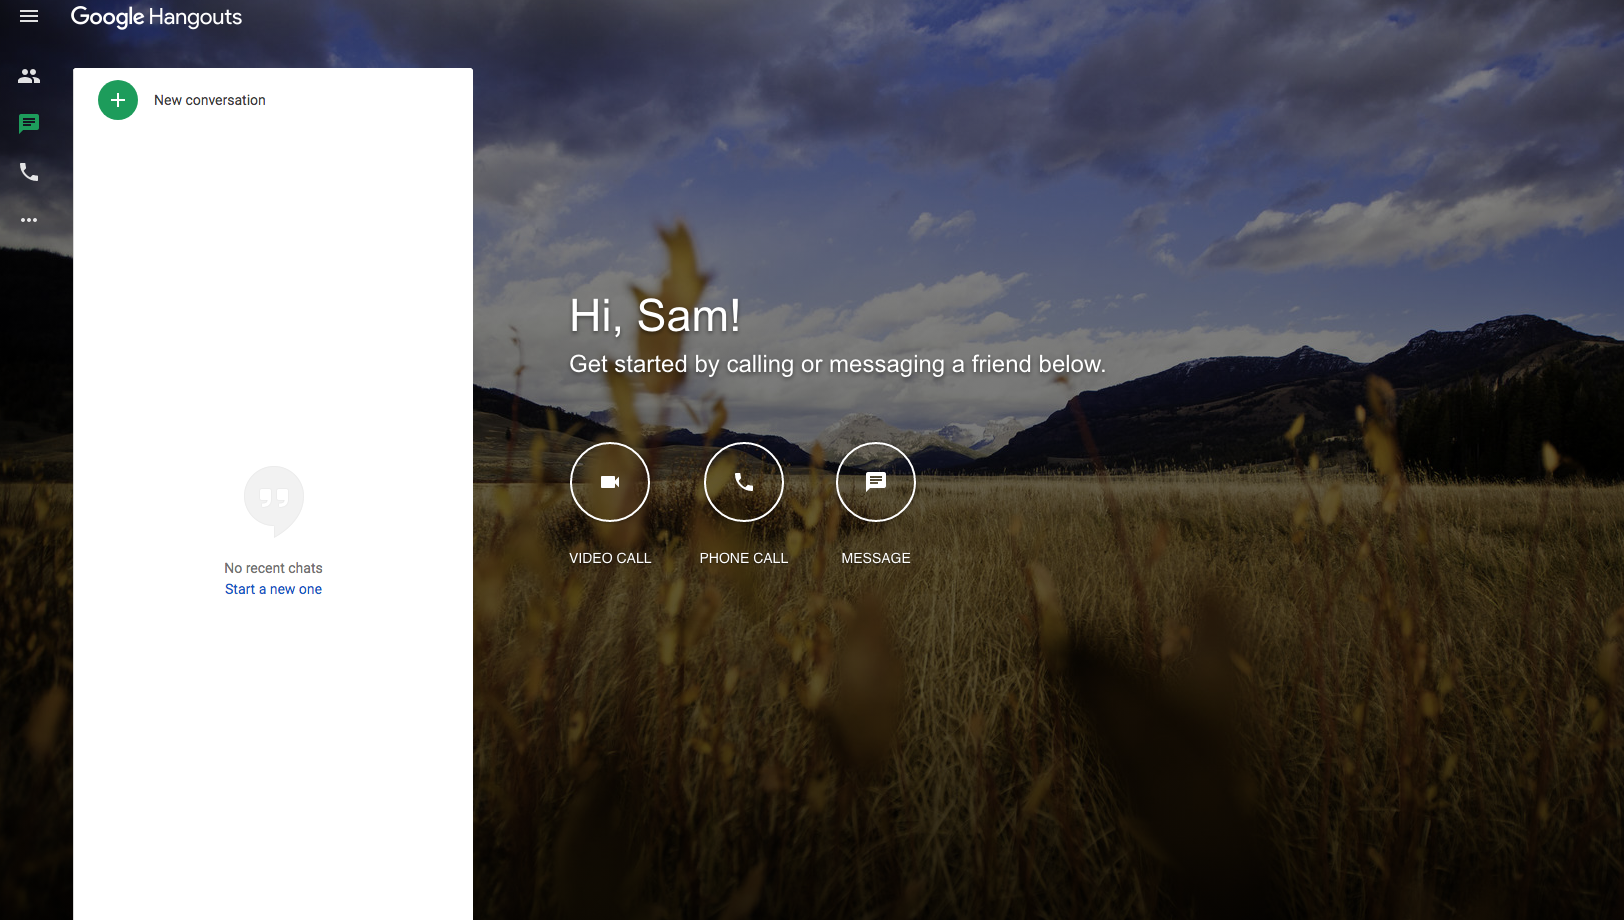 Google Hangouts
New conversation
No recent chats
Start a new one
Hi, Sam!
Get started by calling or messaging a friend below.
VIDEO CALL PHONE CALL MESSAGE